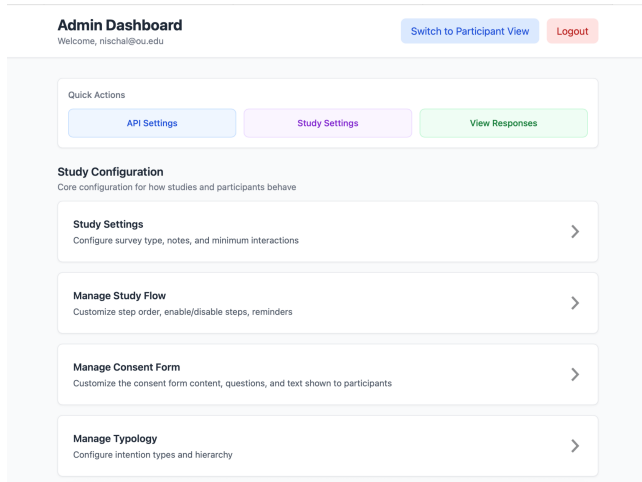 Admin Dashboard
Welcome, nischal@ou.edu
Switch to Participant View
Logout
Quick Actions
API Settings
Study Settings
View Responses
Study Configuration
Core configuration for how studies and participants behave
Study Settings
Configure survey type, notes, and minimum interactions
Manage Study Flow
Customize step order, enable/disable steps, reminders
Manage Consent Form
Customize the consent form content, questions, and text shown to participants
Manage Typology
Configure intention types and hierarchy